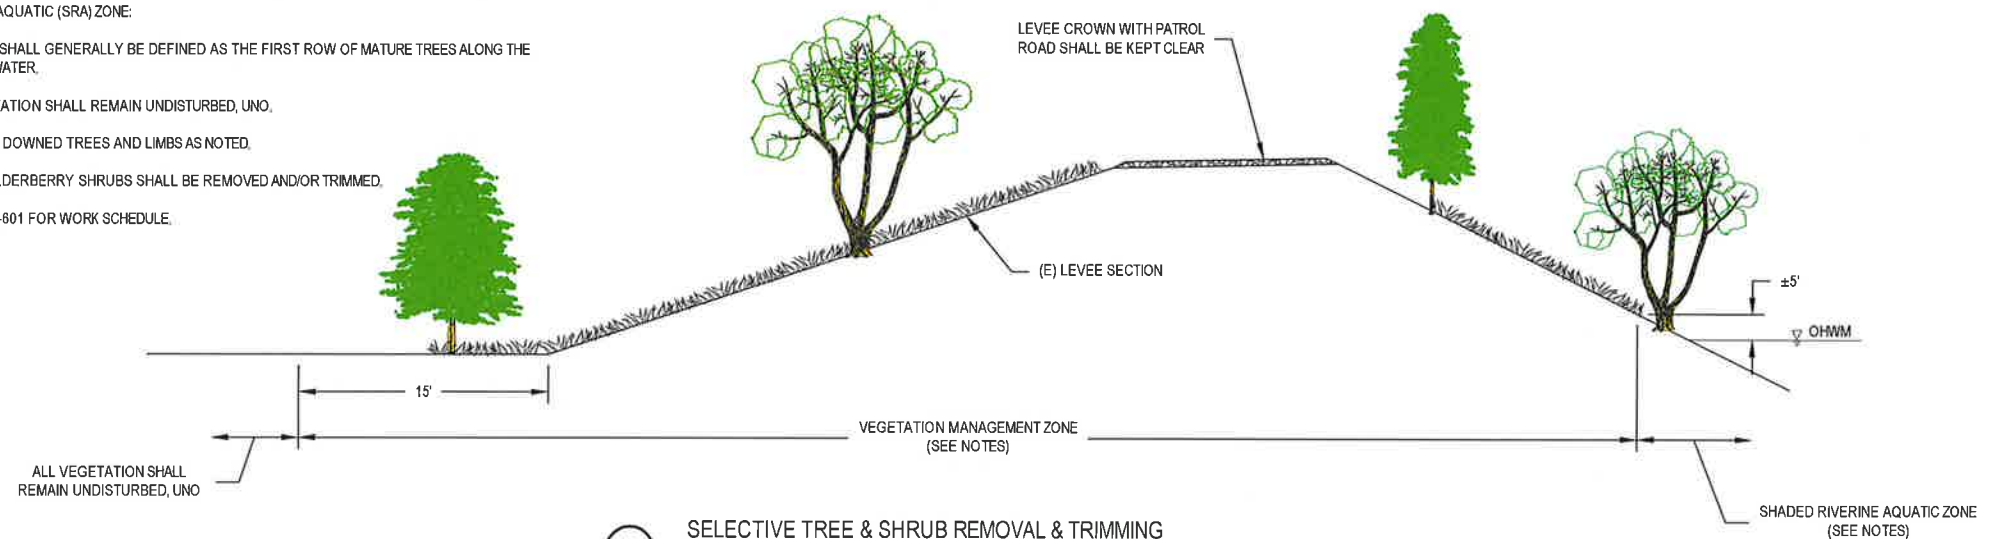 AQUATIC (SRA) ZONE:
SHALL GENERALLY BE DEFINED AS THE FIRST ROW OF MATURE TREES ALONG THE
WATER.
ATION SHALL REMAIN UNDISTURBED, UNO.
DOWNED TREES AND LIMBS AS NOTED.
DERBERRY SHRUBS SHALL BE REMOVED AND/OR TRIMMED.
-601 FOR WORK SCHEDULE.
LEVEE CROWN WITH PATROL
ROAD SHALL BE KEPT CLEAR
(E) LEVEE SECTION
±5'
OHWM
15'
VEGETATION MANAGEMENT ZONE
(SEE NOTES)
ALL VEGETATION SHALL
REMAIN UNDISTURBED, UNO
SHADED RIVERINE AQUATIC ZONE
(SEE NOTES)
SELECTIVE TREE & SHRUB REMOVAL & TRIMMING